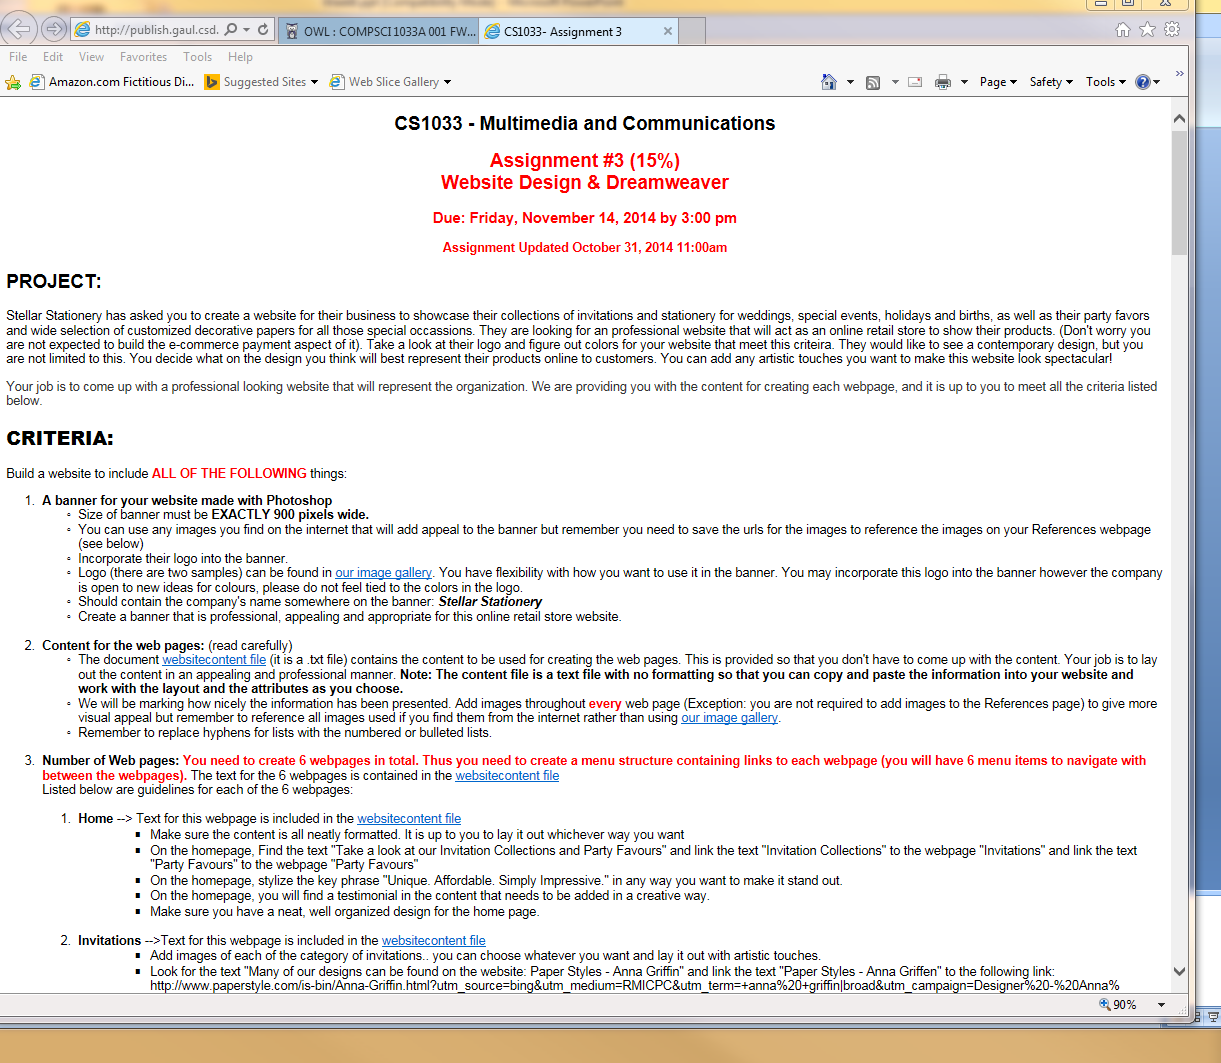 http://publish.gaul.csd.
OWL : COMPSCI 1033A 001 FW...
CS1033- Assignment 3
File Edit View Favorites Tools Help
Amazon.com Fictitious Di... Suggested Sites Web Slice Gallery Page Safety Tools
CS1033 - Multimedia and Communications
Assignment #3 (15%)
Website Design & Dreamweaver
Due: Friday, November 14, 2014 by 3:00 pm
Assignment Updated October 31, 2014 11:00am
PROJECT:
Stellar Stationery has asked you to create a website for their business to showcase their collections of invitations and stationery for weddings, special events, holidays and births, as well as their party favors
and wide selection of customized decorative papers for all those special occassions. They are looking for an professional website that will act as an online retail store to show their products. (Don't worry you
are not expected to build the e-commerce payment aspect of it). Take a look at their logo and figure out colors for your website that meet this criteira. They would like to see a contemporary design, but you
are not limited to this. You decide what on the design you think will best represent their products online to customers. You can add any artistic touches you want to make this website look spectacular!
Your job is to come up with a professional looking website that will represent the organization. We are providing you with the content for creating each webpage, and it is up to you to meet all the criteria listed
below.
CRITERIA:
Build a website to include ALL OF THE FOLLOWING things:
1. A banner for your website made with Photoshop
◦ Size of banner must be EXACTLY 900 pixels wide.
◦ You can use any images you find on the internet that will add appeal to the banner but remember you need to save the urls for the images to reference the images on your References webpage
(see below)
◦ Incorporate their logo into the banner.
◦ Logo (there are two samples) can be found in our image gallery. You have flexibility with how you want to use it in the banner. You may incorporate this logo into the banner however the company
is open to new ideas for colours, please do not feel tied to the colors in the logo.
◦ Should contain the company's name somewhere on the banner: Stellar Stationery
◦ Create a banner that is professional, appealing and appropriate for this online retail store website.
2. Content for the web pages: (read carefully)
◦ The document websitecontent file (it is a .txt file) contains the content to be used for creating the web pages. This is provided so that you don't have to come up with the content. Your job is to lay
out the content in an appealing and professional manner. Note: The content file is a text file with no formatting so that you can copy and paste the information into your website and
work with the layout and the attributes as you choose.
◦ We will be marking how nicely the information has been presented. Add images throughout every web page (Exception: you are not required to add images to the References page) to give more
visual appeal but remember to reference all images used if you find them from the internet rather than using our image gallery.
◦ Remember to replace hyphens for lists with the numbered or bulleted lists.
3. Number of Web pages: You need to create 6 webpages in total. Thus you need to create a menu structure containing links to each webpage (you will have 6 menu items to navigate with
between the webpages). The text for the 6 webpages is contained in the websitecontent file
Listed below are guidelines for each of the 6 webpages:
1. Home --> Text for this webpage is included in the websitecontent file
▪ Make sure the content is all neatly formatted. It is up to you to lay it out whichever way you want
▪ On the homepage, Find the text "Take a look at our Invitation Collections and Party Favours" and link the text "Invitation Collections" to the webpage "Invitations" and link the text
"Party Favours" to the webpage "Party Favours"
▪ On the homepage, stylize the key phrase "Unique. Affordable. Simply Impressive." in any way you want to make it stand out.
▪ On the homepage, you will find a testimonial in the content that needs to be added in a creative way.
▪ Make sure you have a neat, well organized design for the home page.
2. Invitations -->Text for this webpage is included in the websitecontent file
▪ Add images of each of the category of invitations.. you can choose whatever you want and lay it out with artistic touches.
▪ Look for the text "Many of our designs can be found on the website: Paper Styles - Anna Griffin" and link the text "Paper Styles - Anna Griffen" to the following link:
http://www.paperstyle.com/is-bin/Anna-Griffin.html?utm_source=bing&utm_medium=RMICPC&utm_term=+anna%20+griffin|broad&utm_campaign=Designer%20-%20Anna%
90%